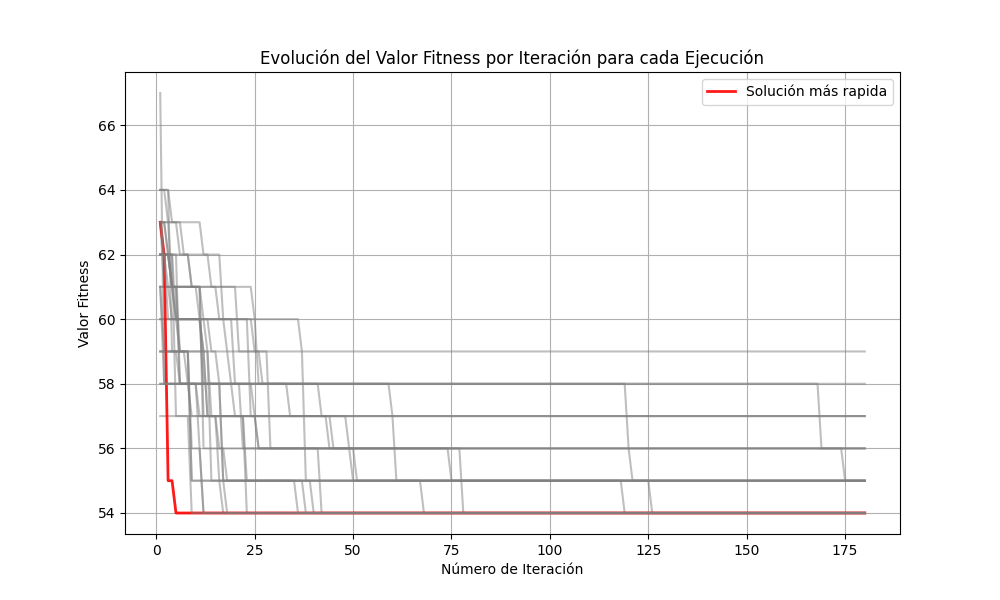 Evolución del Valor Fitness por Iteración para cada Ejecución
Solución más rapida
Valor Fitness
66
64
62
60
58
56
54
0 25 50 75 100 125 150 175
Número de Iteración